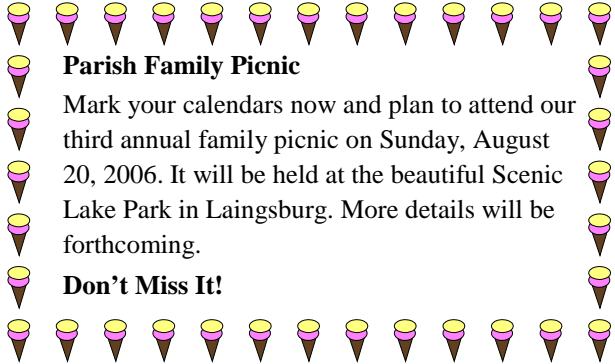 Parish Family Picnic
Mark your calendars now and plan to attend our
third annual family picnic on Sunday, August
20, 2006. It will be held at the beautiful Scenic
Lake Park in Laingsburg. More details will be
forthcoming.
Don’t Miss It!